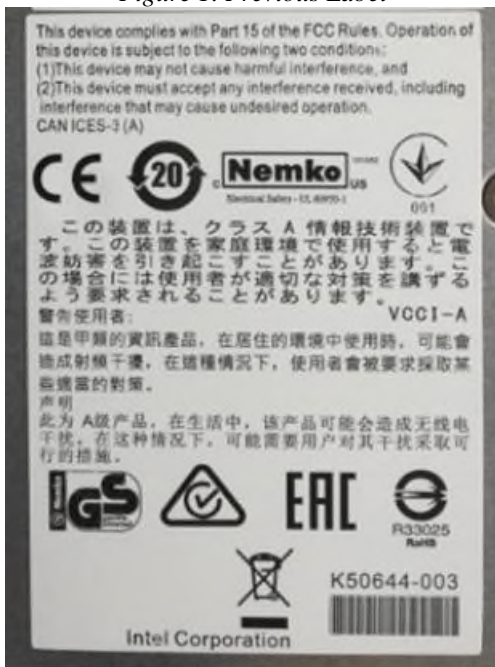 Figure 1. Previous Label
This device complies with Part 15 of the FCC Rules. Operation of
this device is subject to the following two conditions:
(1)This device may not cause harmful interference, and
(2)This device must accept any interference received, including
interference that may cause undesired operation.
CAN ICES-3 (A)
CE 20 c Nemko US
Electrical Safety - UL 60950-1
001
この装置は、クラス A 情報技術装置で
す。この装置を家庭環境で使用すると電
波妨害を引き起こすことがあります。こ
の場合には使用者が適切な対策を講ずる
よう要求されることがあります。
VCCI-A
警告使用者:
這是甲類的資訊產品，在居住的環境中使用時，可能會
造成射頻干擾，在這種情況下，使用者會被要求採取某
些適當的對策。
声明
此为 A级产品，在生活中，该产品可能会造成无线电
干扰。在这种情况下，可能需要用户对其干扰采取可
行的措施。
Nemko GS EAC
R33025
RoHS
K50644-003
Intel Corporation